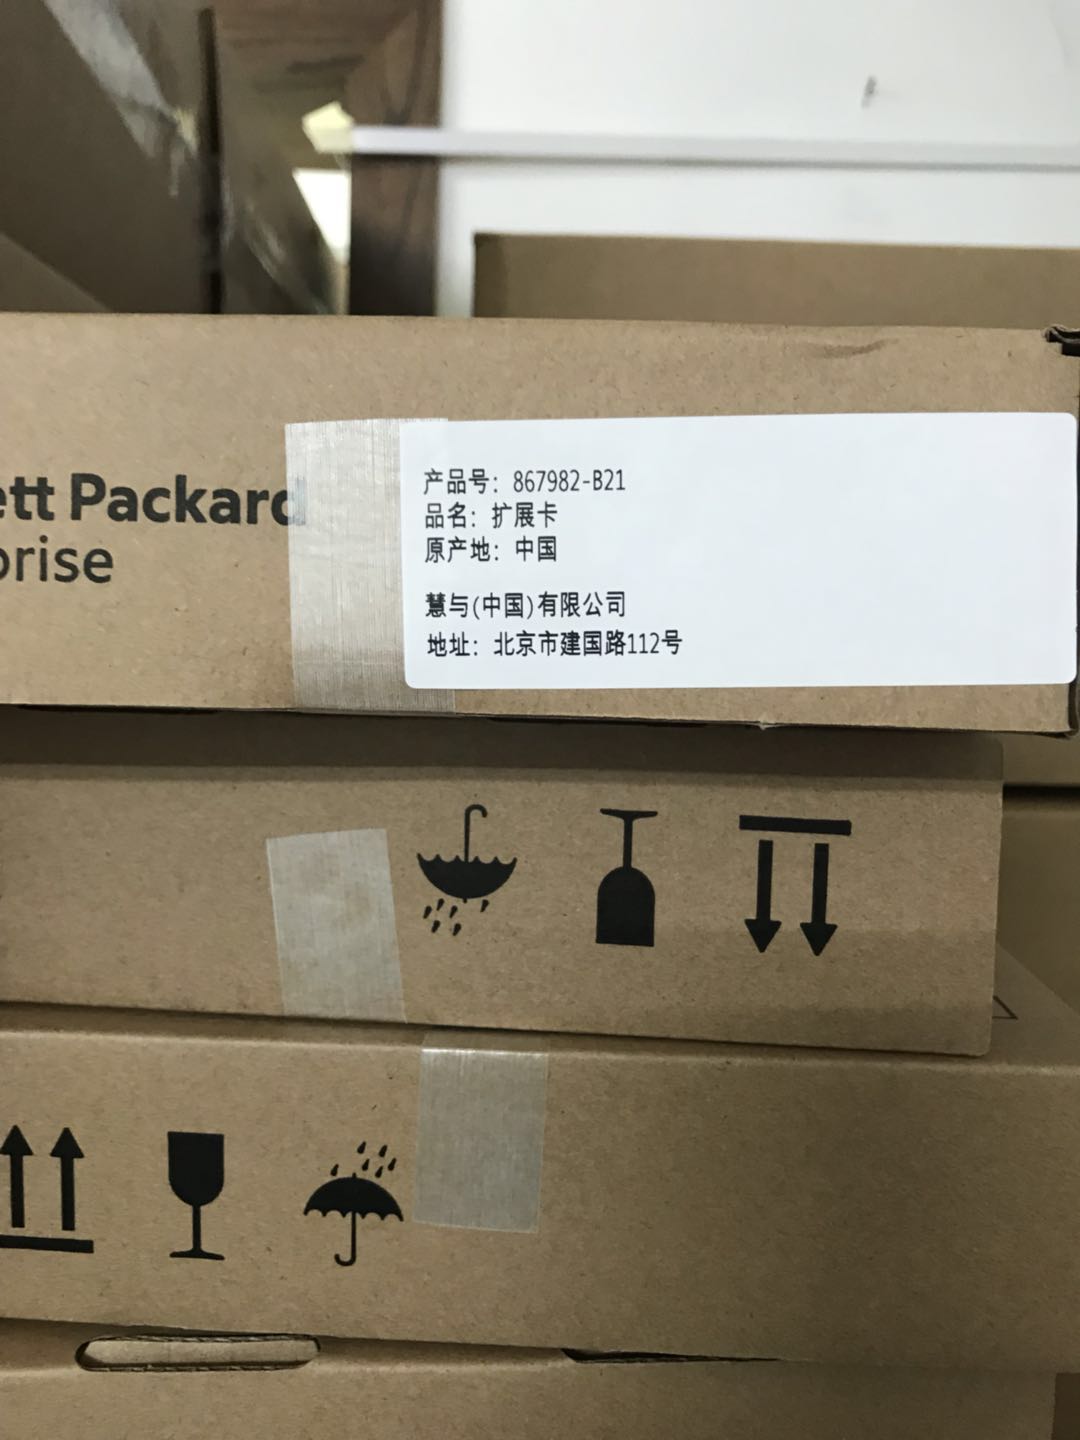 ett Packard
prise
产品号：867982-B21
品名：扩展卡
原产地：中国
慧与(中国)有限公司
地址：北京市建国路112号